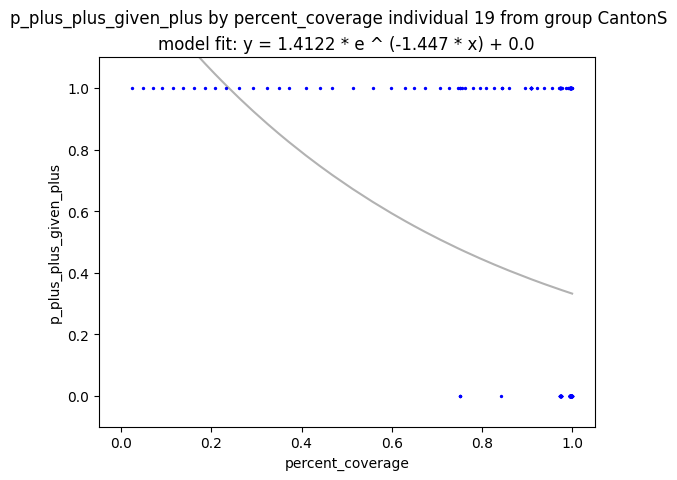 p_plus_plus_given_plus by percent_coverage individual 19 from group CantonS
model fit: y = 1.4122 * e ^ (-1.447 * x) + 0.0
1.0
0.8
0.6
0.4
0.2
0.0
p_plus_plus_given_plus
0.0 0.2 0.4 0.6 0.8 1.0
percent_coverage